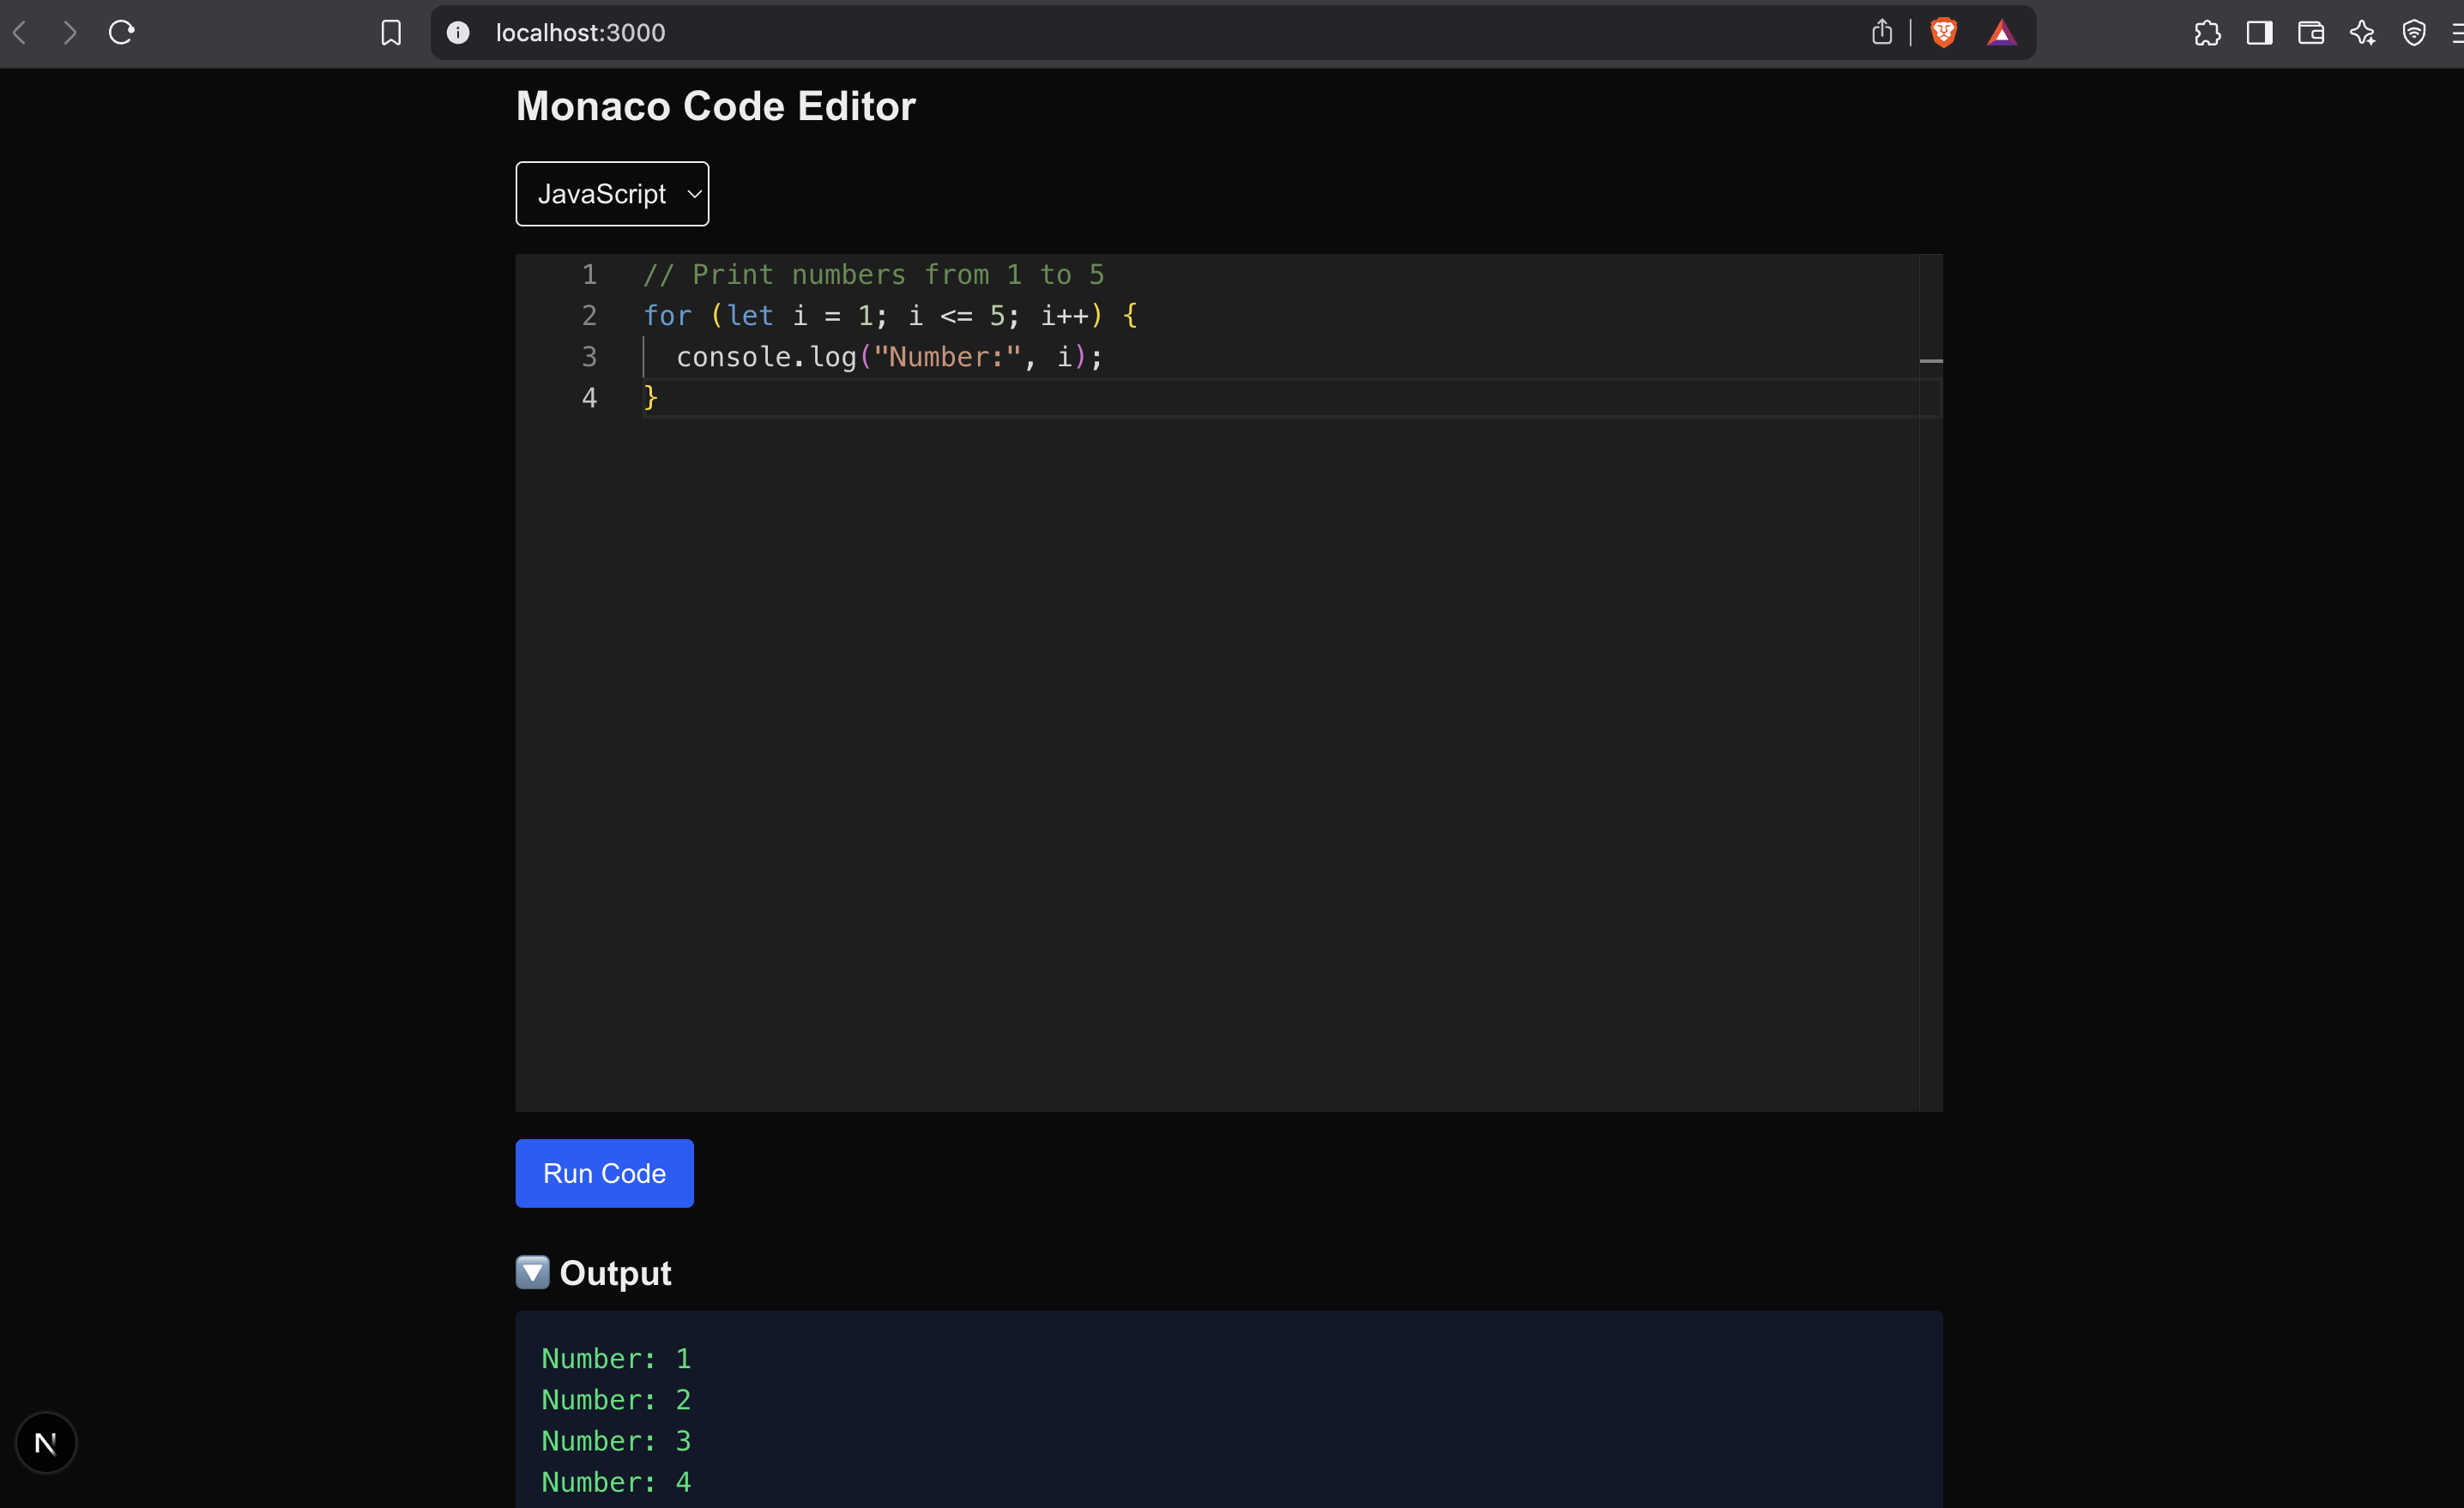 localhost:3000
Monaco Code Editor
JavaScript
1 // Print numbers from 1 to 5
2 for (let i = 1; i <= 5; i++) {
3   console.log("Number:", i);
4 }
Run Code
Output
Number: 1
Number: 2
Number: 3
Number: 4
N